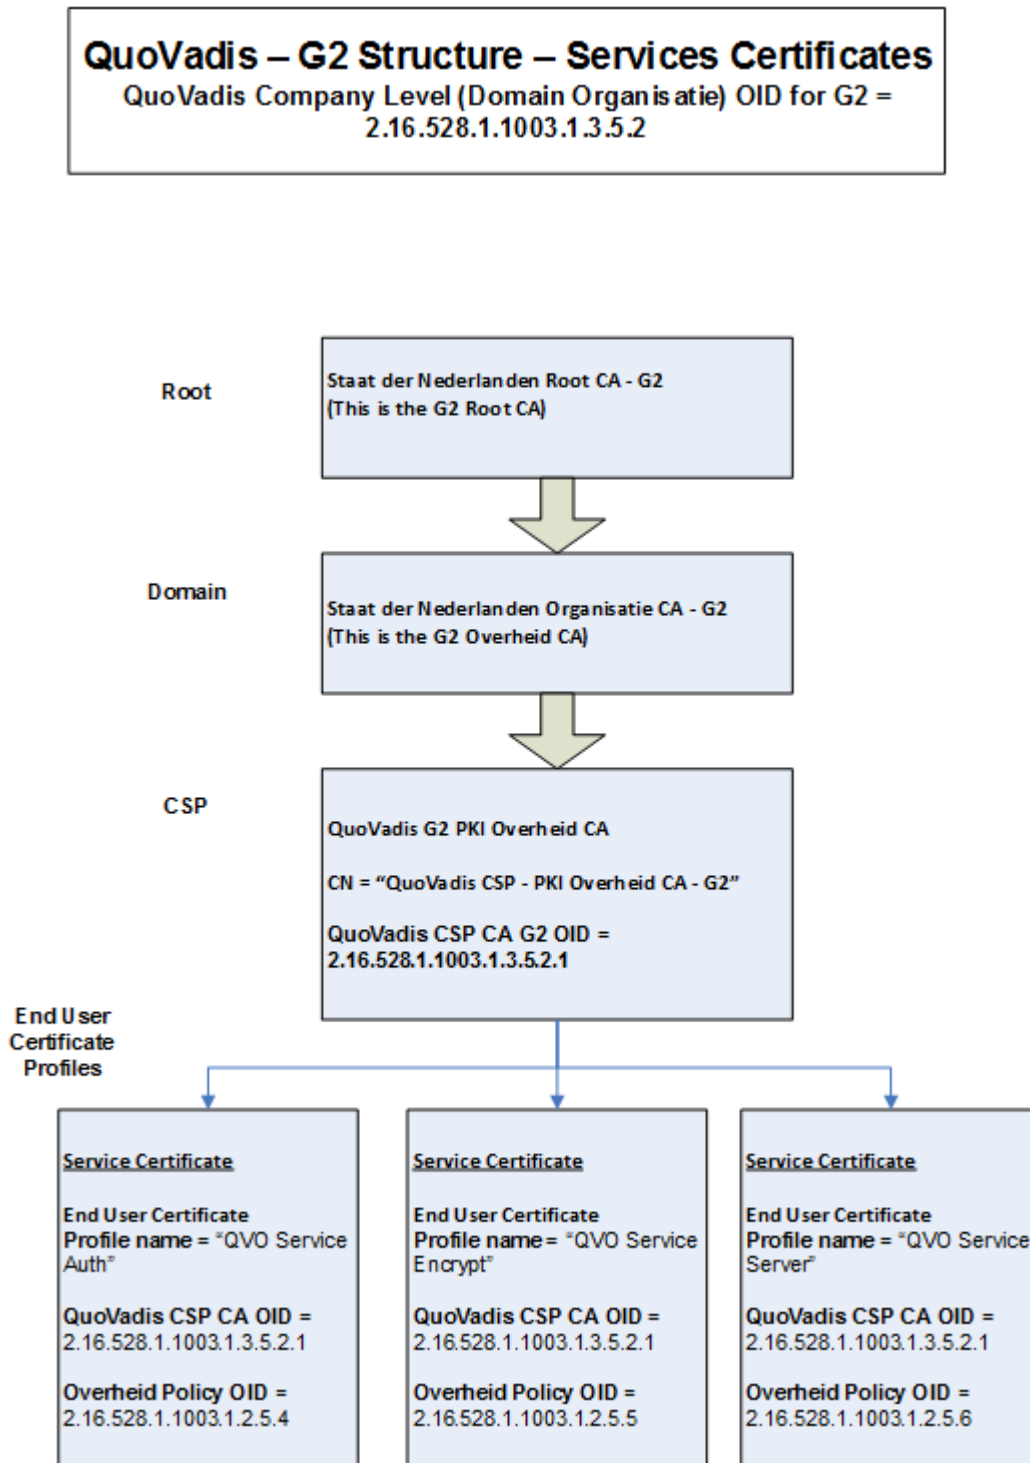 QuoVadis – G2 Structure – Services Certificates
QuoVadis Company Level (Domain Organisatie) OID for G2 =
2.16.528.1.1003.1.3.5.2
Root
Staat der Nederlanden Root CA - G2
(This is the G2 Root CA)
Domain
Staat der Nederlanden Organisatie CA - G2
(This is the G2 Overheid CA)
CSP
QuoVadis G2 PKI Overheid CA
CN = “QuoVadis CSP - PKI Overheid CA - G2”
QuoVadis CSP CA G2 OID =
2.16.528.1.1003.1.3.5.2.1
End User
Certificate
Profiles
Service Certificate
End User Certificate
Profile name = “QVO Service
Auth”
QuoVadis CSP CA OID =
2.16.528.1.1003.1.3.5.2.1
Overheid Policy OID =
2.16.528.1.1003.1.2.5.4
Service Certificate
End User Certificate
Profile name = “QVO Service
Encrypt”
QuoVadis CSP CA OID =
2.16.528.1.1003.1.3.5.2.1
Overheid Policy OID =
2.16.528.1.1003.1.2.5.5
Service Certificate
End User Certificate
Profile name = “QVO Service
Server”
QuoVadis CSP CA OID =
2.16.528.1.1003.1.3.5.2.1
Overheid Policy OID =
2.16.528.1.1003.1.2.5.6